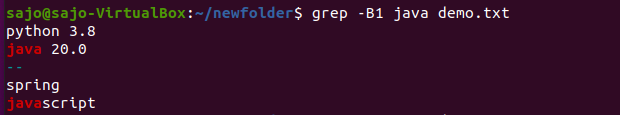 sajo@sajo-VirtualBox:~/newfolder$ grep -B1 java demo.txt
python 3.8
java 20.0
--
spring
javascript